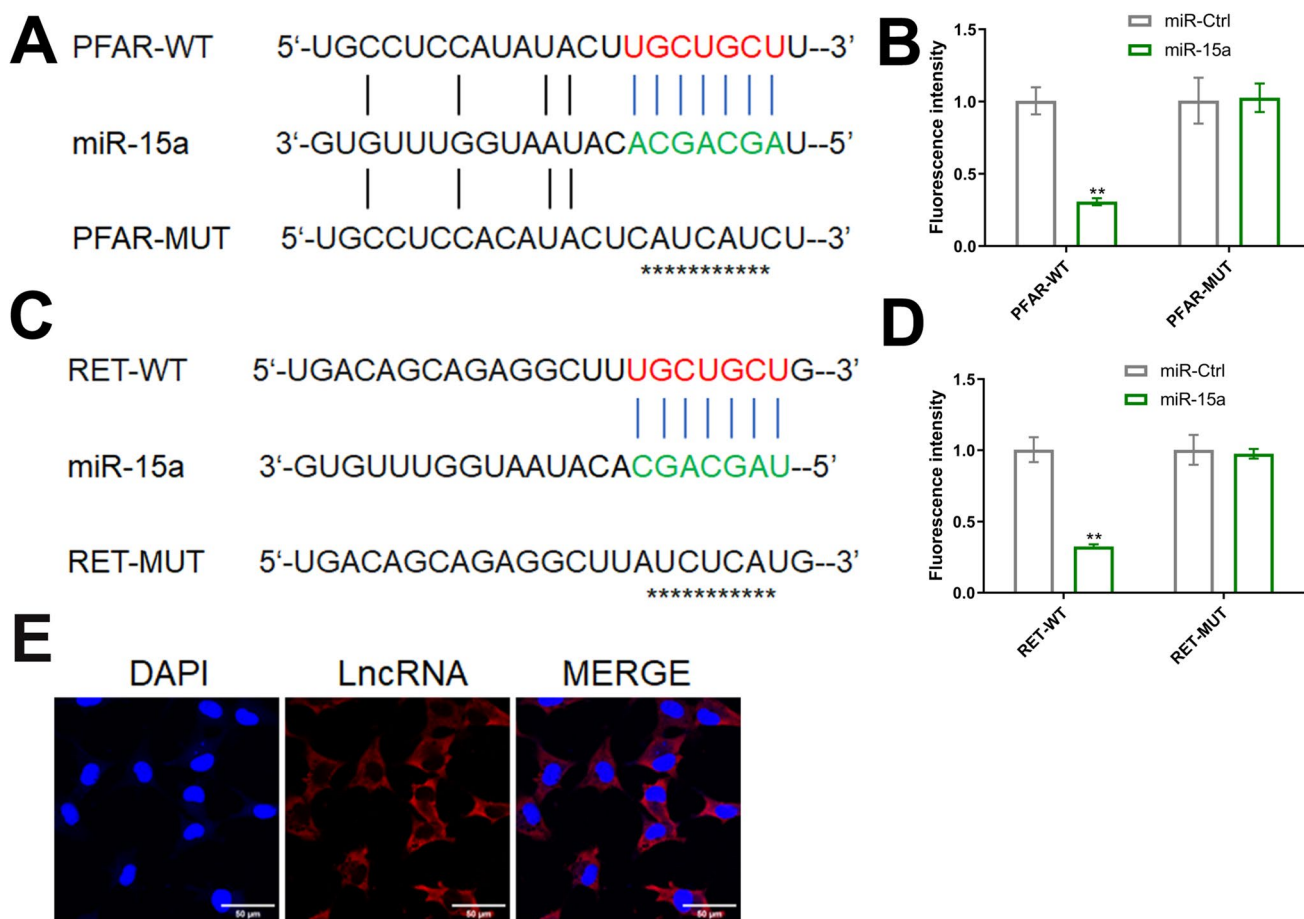 A
PFAR-WT 5‘-UGCCUCCAUAUACUUGCUGCUU--3’
miR-15a 3‘-GUGUUUGGUAAUACACGACGAU--5’
PFAR-MUT 5‘-UGCCUCCACAUACUCAUCAUCU--3’
***********
B
miR-Ctrl
miR-15a
Fluorescence intensity
1.5
1.0
0.5
0.0
**
PFAR-WT
PFAR-MUT
C
RET-WT 5‘-UGACAGCAGAGGCUUUGCUGCUG--3’
miR-15a 3‘-GUGUUUGGUAAUACACGACGAU--5’
RET-MUT 5‘-UGACAGCAGAGGCUUAUCUCAUG--3’
***********
D
miR-Ctrl
miR-15a
Fluorescence intensity
1.5
1.0
0.5
0.0
**
RET-WT
RET-MUT
E
DAPI LncRNA MERGE
50 μm 50 μm 50 μm